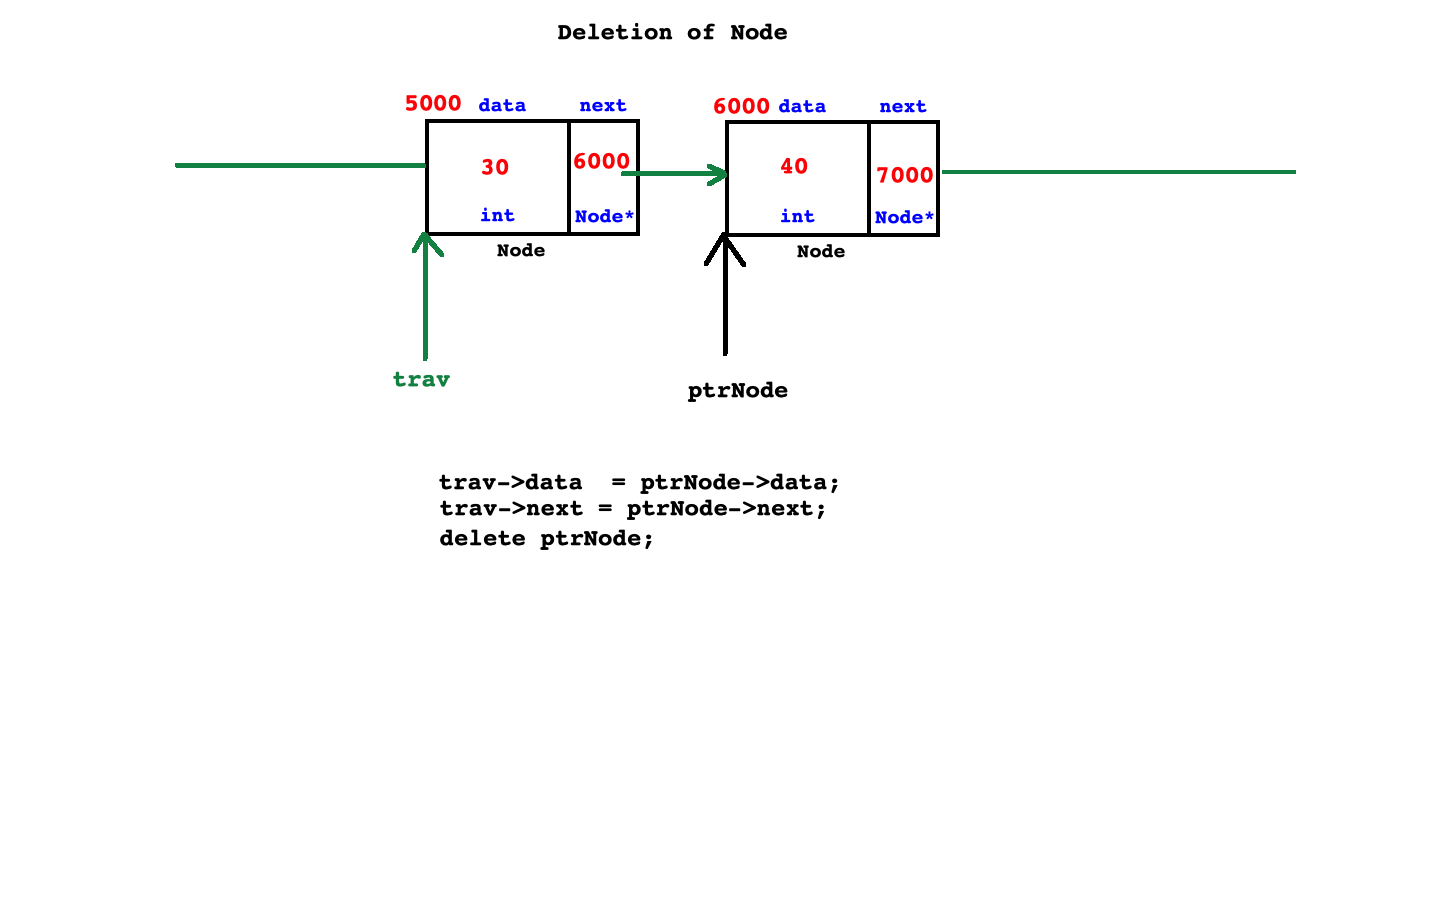 Deletion of Node
5000 data next 6000 data next
30 6000 40 7000
int Node* int Node*
Node Node
trav ptrNode
trav->data  = ptrNode->data;
trav->next = ptrNode->next;
delete ptrNode;